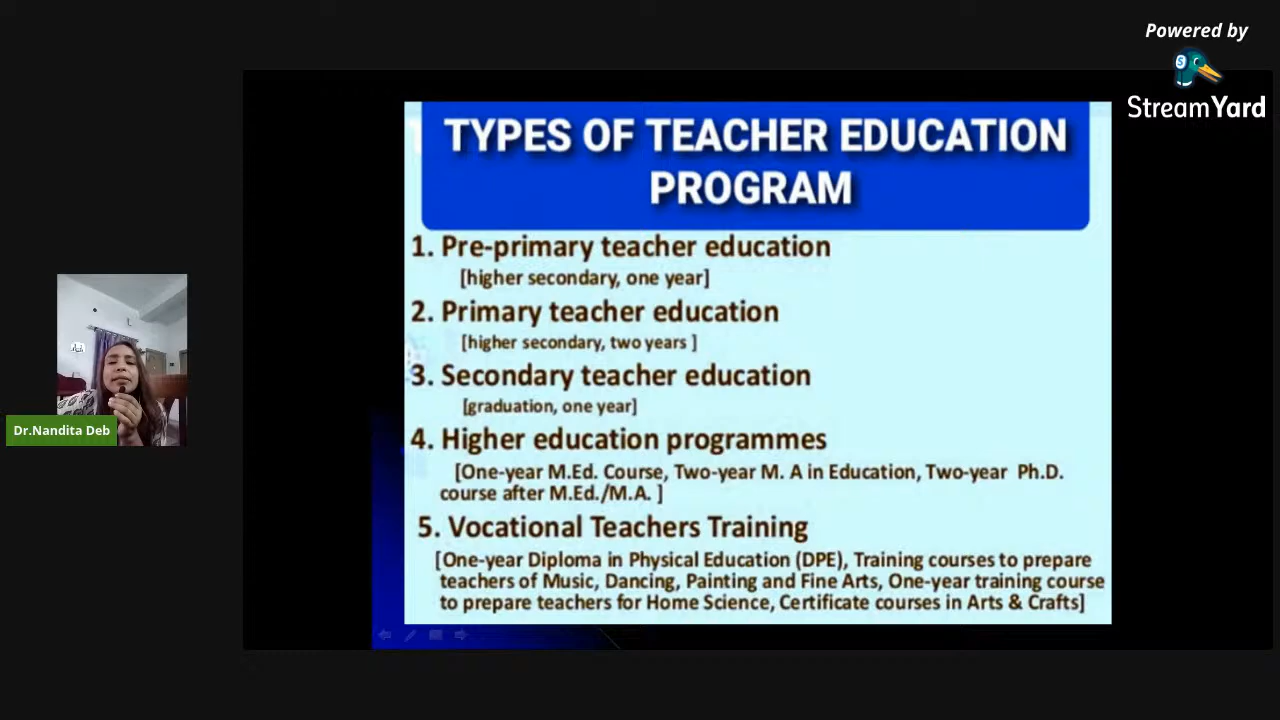 Powered by
StreamYard
TYPES OF TEACHER EDUCATION
PROGRAM
1. Pre-primary teacher education
[higher secondary, one year]
2. Primary teacher education
[higher secondary, two years ]
3. Secondary teacher education
[graduation, one year]
4. Higher education programmes
[One-year M.Ed. Course, Two-year M. A in Education, Two-year Ph.D.
course after M.Ed./M.A. ]
5. Vocational Teachers Training
[One-year Diploma in Physical Education (DPE), Training courses to prepare
teachers of Music, Dancing, Painting and Fine Arts, One-year training course
to prepare teachers for Home Science, Certificate courses in Arts & Crafts]
Dr.Nandita Deb